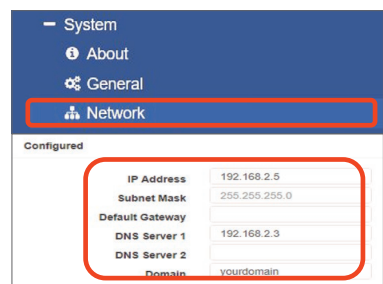 System
About
General
Network
Configured
IP Address 192.168.2.5
Subnet Mask 255.255.255.0
Default Gateway
DNS Server 1 192.168.2.3
DNS Server 2
Domain yourdomain